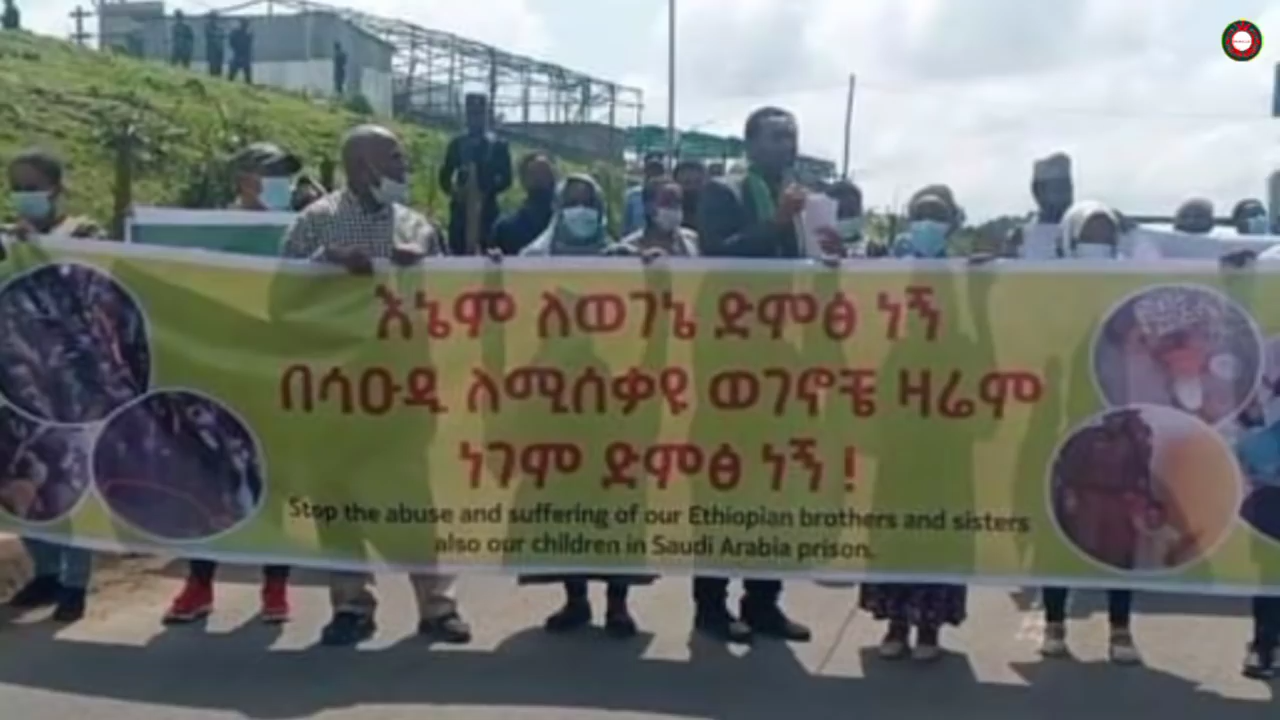 እኔም ለወገኔ ድምፅ ነኝ
በሳዑዲ ለሚሰቃዩ ወገኖቼ ዛሬም
ነገም ድምፅ ነኝ !
Stop the abuse and suffering of our Ethiopian brothers and sisters
also our children in Saudi Arabia prison.